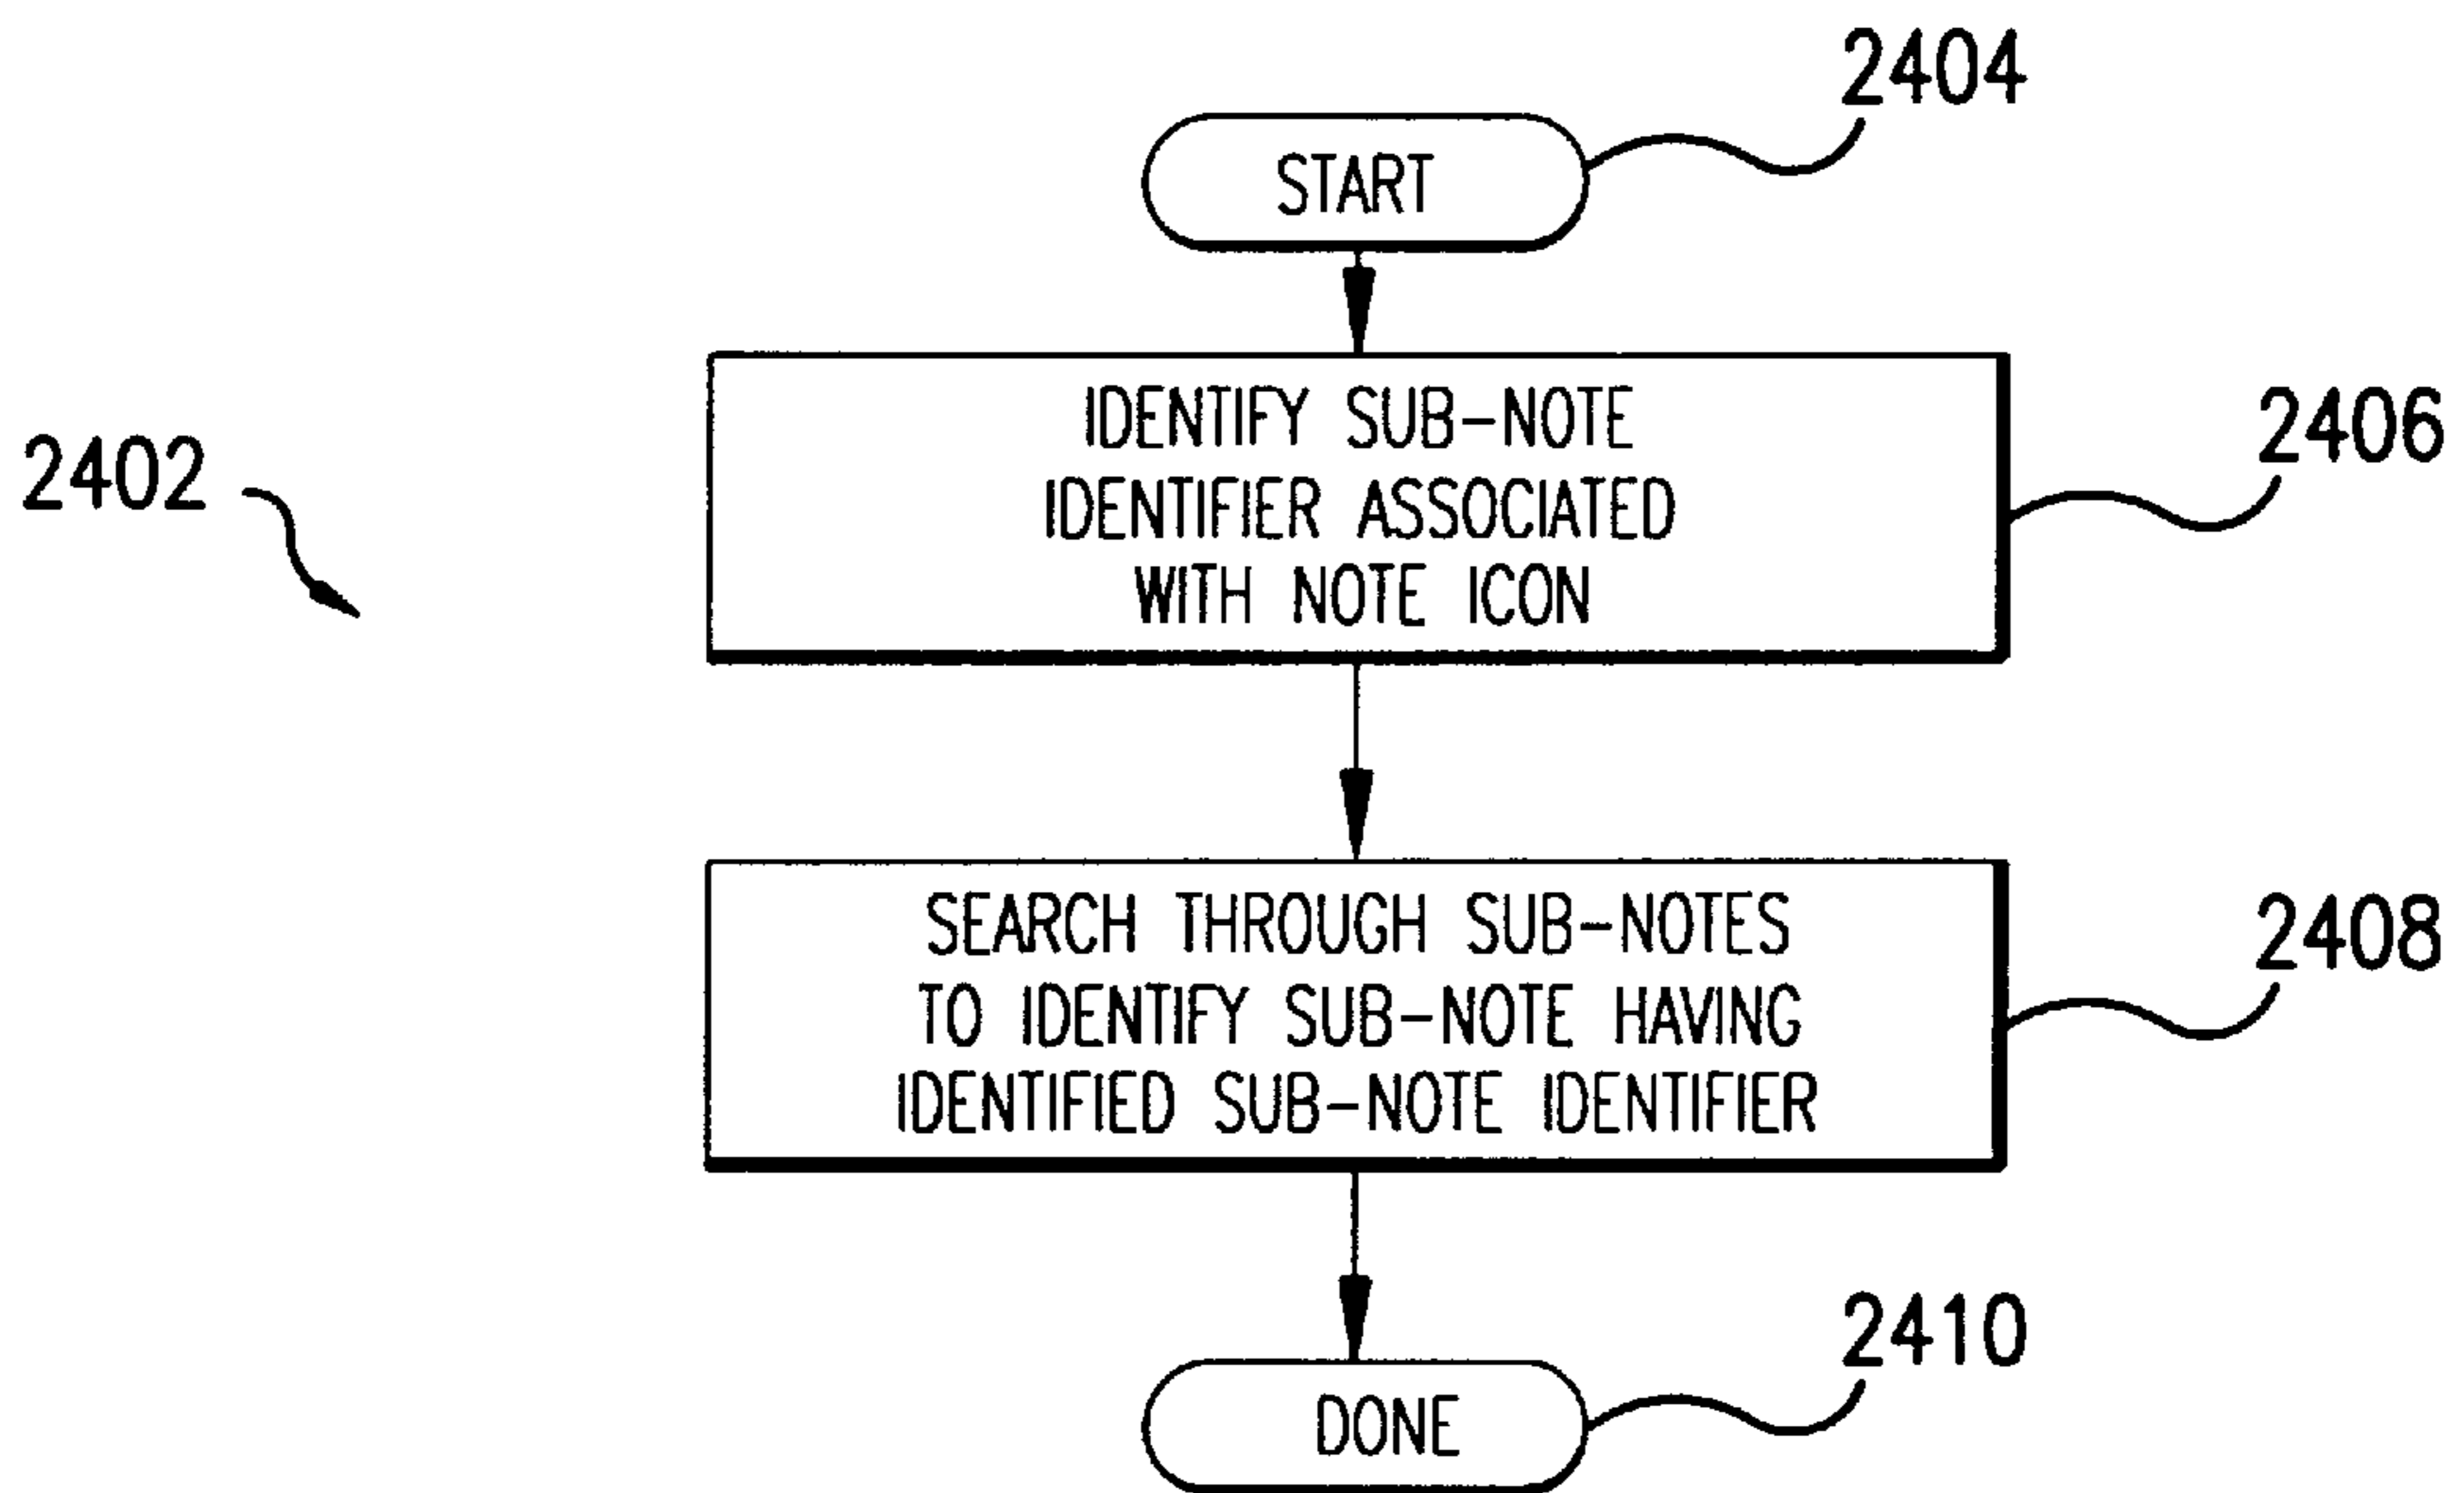 2404
START
IDENTIFY SUB-NOTE
IDENTIFIER ASSOCIATED
WITH NOTE ICON
2406
2402
SEARCH THROUGH SUB-NOTES
TO IDENTIFY SUB-NOTE HAVING
IDENTIFIED SUB-NOTE IDENTIFIER
2408
2410
DONE